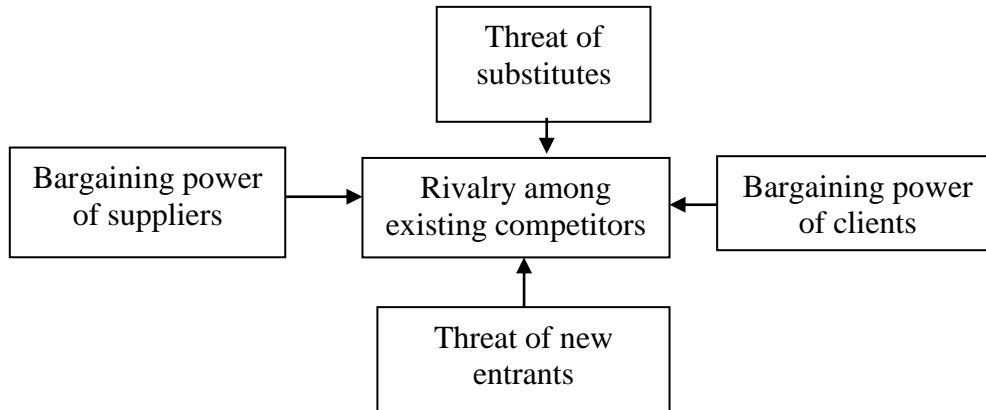 Threat of
substitutes
Bargaining power
of suppliers
Rivalry among
existing competitors
Bargaining power
of clients
Threat of new
entrants